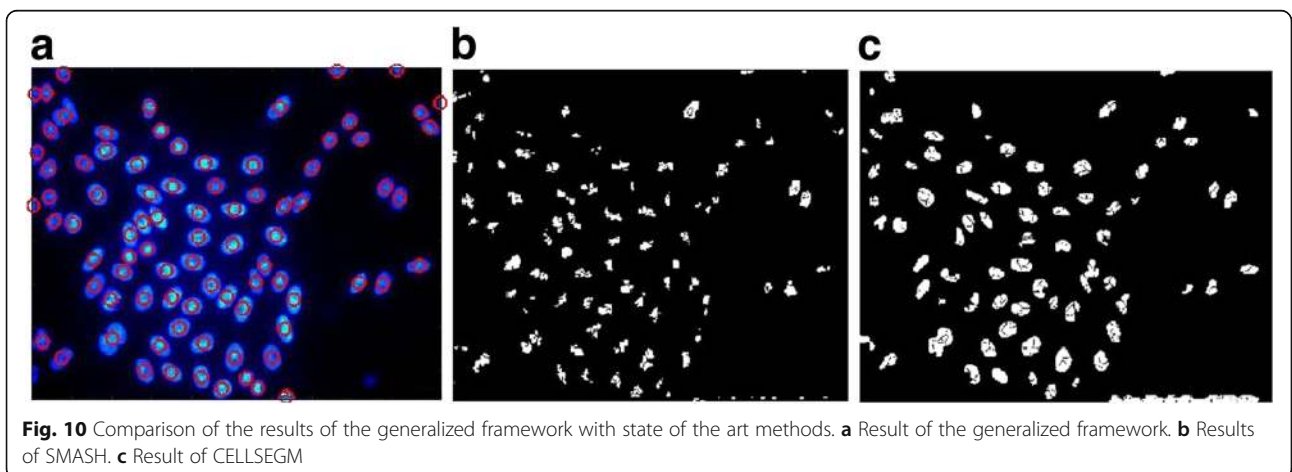 a
b
c
Fig. 10 Comparison of the results of the generalized framework with state of the art methods. a Result of the generalized framework. b Results
of SMASH. c Result of CELLSEGM